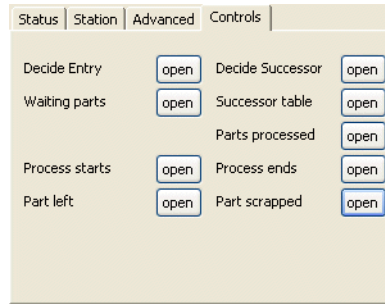 Status Station Advanced Controls
Decide Entry open Decide Successor open
Waiting parts open Successor table open
Parts processed open
Process starts open Process ends open
Part left open Part scrapped open